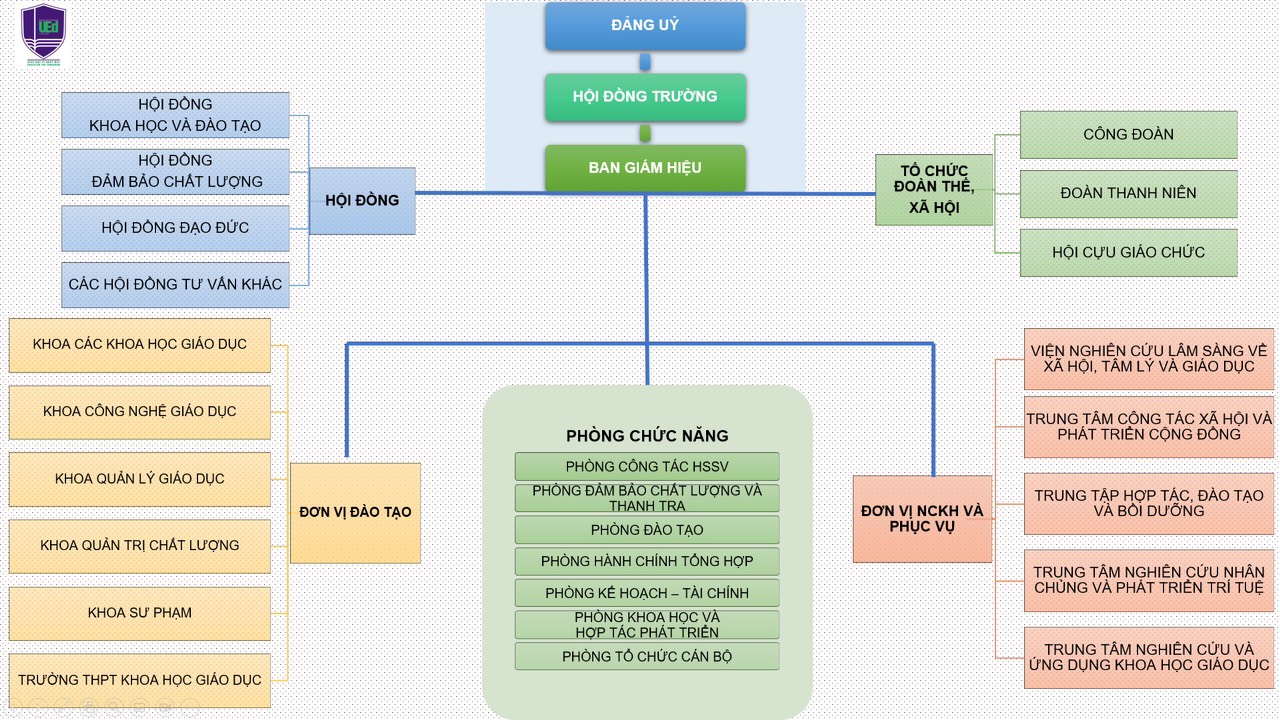 UEd
ĐẢNG UỶ
HỘI ĐÒNG TRƯỜNG
BAN GIÁM HIỆU
HỘI ĐỒNG
KHOA HỌC VÀ ĐÀO TẠO
HỘI ĐỒNG
ĐẢM BẢO CHẤT LƯỢNG
HỘI ĐỒNG ĐẠO ĐỨC
CÁC HỘI ĐỒNG TƯ VẤN KHÁC
HỘI ĐỒNG
TỔ CHỨC
ĐOÀN THỂ,
XÃ HỘI
CÔNG ĐOÀN
ĐOÀN THANH NIÊN
HỘI CỰU GIÁO CHỨC
KHOA CÁC KHOA HỌC GIÁO DỤC
KHOA CÔNG NGHỆ GIÁO DỤC
KHOA QUẢN LÝ GIÁO DỤC
KHOA QUẢN TRỊ CHẤT LƯỢNG
KHOA SƯ PHẠM
TRƯỜNG THPT KHOA HỌC GIÁO DỤC
ĐƠN VỊ ĐÀO TẠO
PHÒNG CHỨC NĂNG
PHÒNG CÔNG TÁC HSSV
PHÒNG ĐẢM BẢO CHẤT LƯỢNG VÀ
THANH TRA
PHÒNG ĐÀO TẠO
PHÒNG HÀNH CHÍNH TỔNG HỢP
PHÒNG KẾ HOẠCH – TÀI CHÍNH
PHÒNG KHOA HỌC VÀ
HỢP TÁC PHÁT TRIỂN
PHÒNG TỔ CHỨC CÁN BỘ
ĐƠN VỊ NCKH VÀ
PHỤC VỤ
VIỆN NGHIÊN CỨU LÂM SÀNG VỀ
XÃ HỘI, TÂM LÝ VÀ GIÁO DỤC
TRUNG TÂM CÔNG TÁC XÃ HỘI VÀ
PHÁT TRIỂN CỘNG ĐỒNG
TRUNG TẬP HỢP TÁC, ĐÀO TẠO
VÀ BỒI DƯỠNG
TRUNG TÂM NGHIÊN CỨU NHÂN
CHỦNG VÀ PHÁT TRIỂN TRÍ TUỆ
TRUNG TÂM NGHIÊN CỨU VÀ
ỨNG DỤNG KHOA HỌC GIÁO DỤC